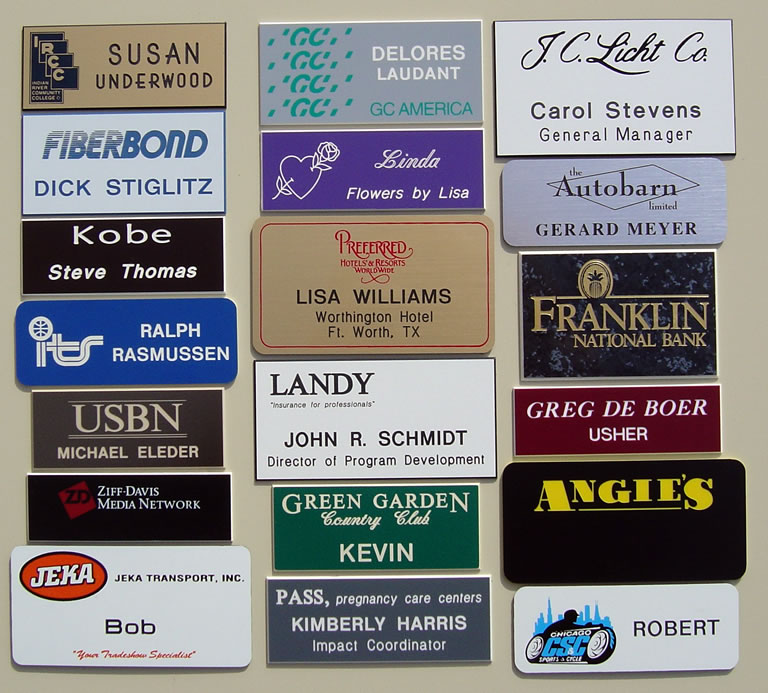 IRCC
INDIAN
RIVER
COMMUNITY
COLLEGE
SUSAN
UNDERWOOD
FIBERBOND
DICK STIGLITZ
Kobe
Steve Thomas
its
RALPH
RASMUSSEN
USBN
MICHAEL ELEDER
ZD
ZIFF-DAVIS
MEDIA NETWORK
JEKA
JEKA TRANSPORT, INC.
Bob
"Your Tradeshow Specialist"
GC
GC
GC
GC
DELORES
LAUDANT
GC AMERICA
Linda
Flowers by Lisa
PREFERRED
HOTELS & RESORTS
WORLDWIDE
LISA WILLIAMS
Worthington Hotel
Ft. Worth, TX
LANDY
"Insurance for professionals"
JOHN R. SCHMIDT
Director of Program Development
GREEN GARDEN
Country Club
KEVIN
PASS, pregnancy care centers
KIMBERLY HARRIS
Impact Coordinator
J. C. Licht Co.
Carol Stevens
General Manager
the
Autobarn
limited
GERARD MEYER
FRANKLIN
NATIONAL BANK
GREG DE BOER
USHER
ANGIE'S
CHICAGO
CSC
SPORTS & CYCLE
ROBERT